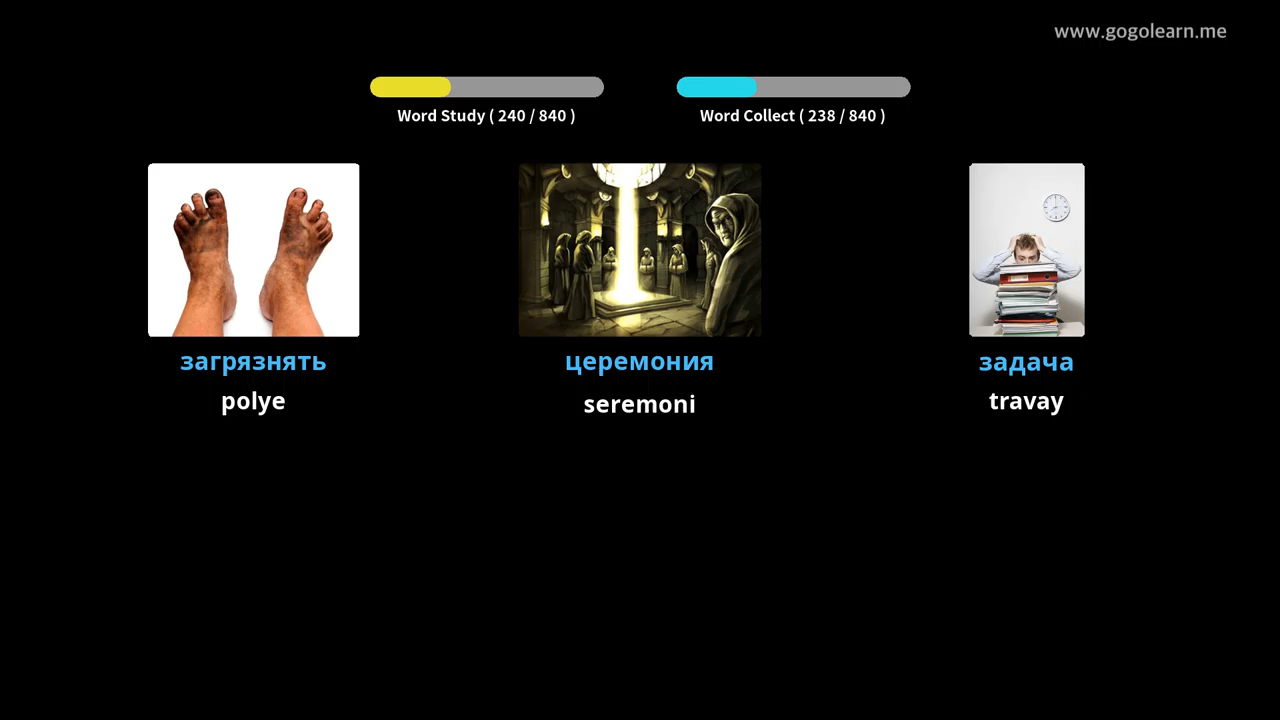 www.gogolearn.me
Word Study ( 240 / 840 )
Word Collect ( 238 / 840 )
загрязнять
polye
церемония
seremoni
задача
travay